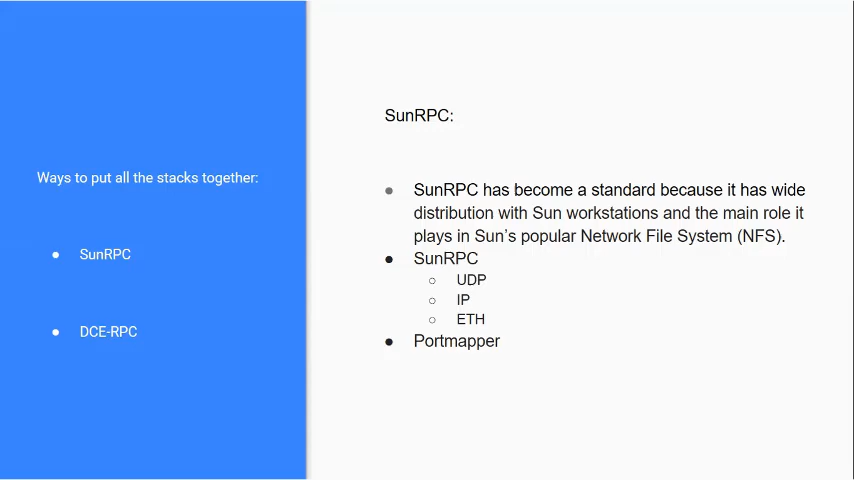 Ways to put all the stacks together:
● SunRPC
● DCE-RPC
SunRPC:
● SunRPC has become a standard because it has wide
distribution with Sun workstations and the main role it
plays in Sun’s popular Network File System (NFS).
● SunRPC
○ UDP
○ IP
○ ETH
● Portmapper